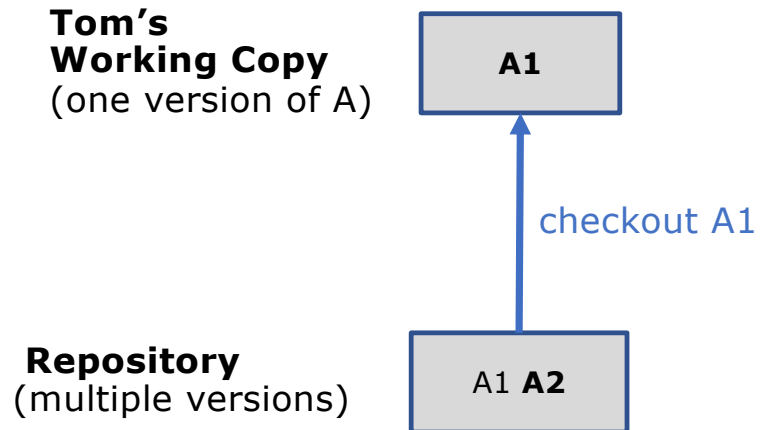 Tom’s
Working Copy
(one version of A)
A1
checkout A1
Repository
(multiple versions)
A1 A2